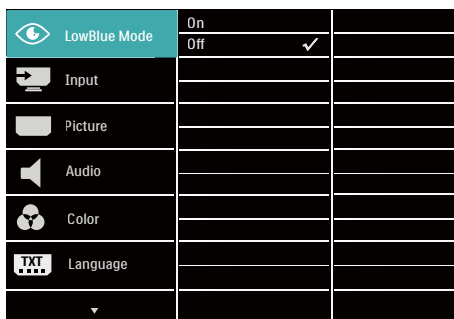 LowBlue Mode
On
Off
Input
Picture
Audio
Color
TXT
Language